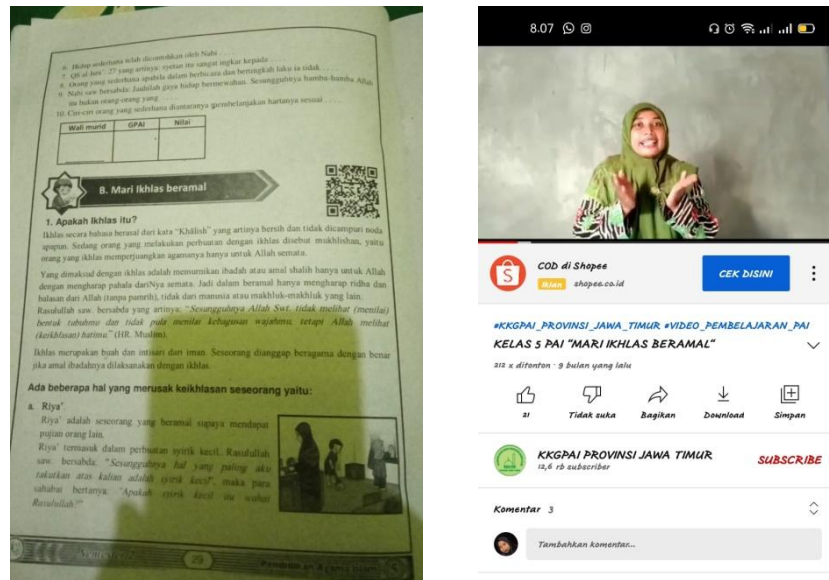 6. Hidup sederhana telah dicontohkan oleh Nabi . . . .
7. QS al-Isra': 27 yang artinya: syetan itu sangat ingkar kepada . . . .
8. Orang yang sederhana apabila dalam berbicara dan bertingkah laku ia tidak . . . .
9. Nabi saw bersabda: Jauhilah gaya hidup bermewahan. Sesungguhnya hamba-hamba Allah
itu bukan orang-orang yang . . . .
10. Ciri-ciri orang yang sederhana diantaranya membelanjakan hartanya sesuai . . . .
Wali murid GPAI Nilai
B. Mari Ikhlas beramal
1. Apakah Ikhlas itu?
Ikhlas secara bahasa berasal dari kata "Khâlish" yang artinya bersih dan tidak dicampuri noda
apapun. Sedang orang yang melakukan perbuatan dengan ikhlas disebut mukhlishan, yaitu
orang yang ikhlas memperjuangkan agamanya hanya untuk Allah semata.
Yang dimaksud dengan ikhlas adalah memurnikan ibadah atau amal shalih hanya untuk Allah
dengan mengharap pahala dariNya semata. Jadi dalam beramal hanya mengharap ridha dan
balasan dari Allah (tanpa pamrih), tidak dari manusia atau makhluk-makhluk yang lain.
Rasulullah saw. bersabda yang artinya: "Sesungguhnya Allah Swt. tidak melihat (menilai)
bentuk tubuhmu dan tidak pula menilai kebagusan wajahmu, tetapi Allah melihat
(keikhlasan) hatimu." (HR. Muslim).
Ikhlas merupakan buah dan intisari dari iman. Seseorang dianggap beragama dengan benar
jika amal ibadahnya dilaksanakan dengan ikhlas.
Ada beberapa hal yang merusak keikhlasan seseorang yaitu:
a. Riya'
Riya' adalah seseorang yang beramal supaya mendapat
pujian orang lain.
Riya' termasuk dalam perbuatan syirik kecil. Rasulullah
saw. bersabda: "Sesungguhnya hal yang paling aku
takutkan atas kalian adalah syirik kecil", maka para
sahabat bertanya: "Apakah syirik kecil itu wahai
Rasulullah?"
Semester
29
Pendidikan Agama Islam
8.07
S
COD di Shopee
Iklan shopee.co.id
CEK DISINI
#KKGPAI_PROVINSI_JAWA_TIMUR #VIDEO_PEMBELAJARAN_PAI
KELAS 5 PAI "MARI IKHLAS BERAMAL"
212 x ditonton · 9 bulan yang lalu
21 Tidak suka Bagikan Download Simpan
KKGPAI PROVINSI JAWA TIMUR
12,6 rb subscriber
SUBSCRIBE
Komentar 3
Tambahkan komentar...